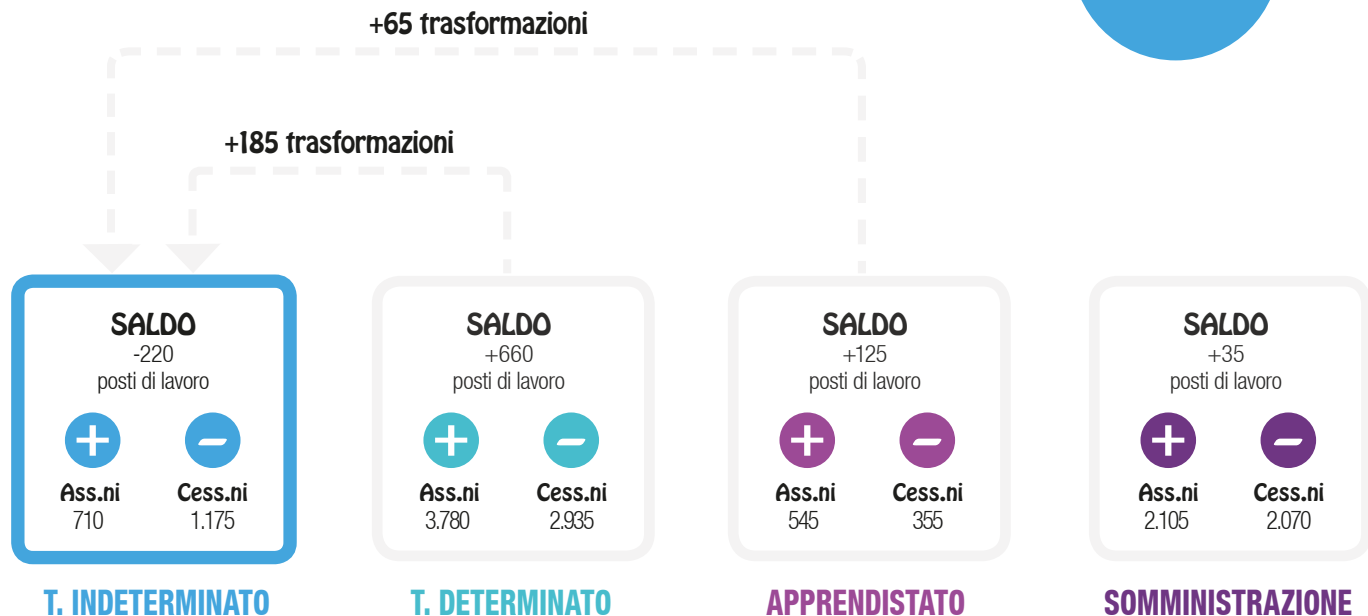 +65 trasformazioni
+185 trasformazioni
SALDO
-220
posti di lavoro
Ass.ni
710
Cess.ni
1.175
T. INDETERMINATO
SALDO
+660
posti di lavoro
Ass.ni
3.780
Cess.ni
2.935
T. DETERMINATO
SALDO
+125
posti di lavoro
Ass.ni
545
Cess.ni
355
APPRENDISTATO
SALDO
+35
posti di lavoro
Ass.ni
2.105
Cess.ni
2.070
SOMMINISTRAZIONE